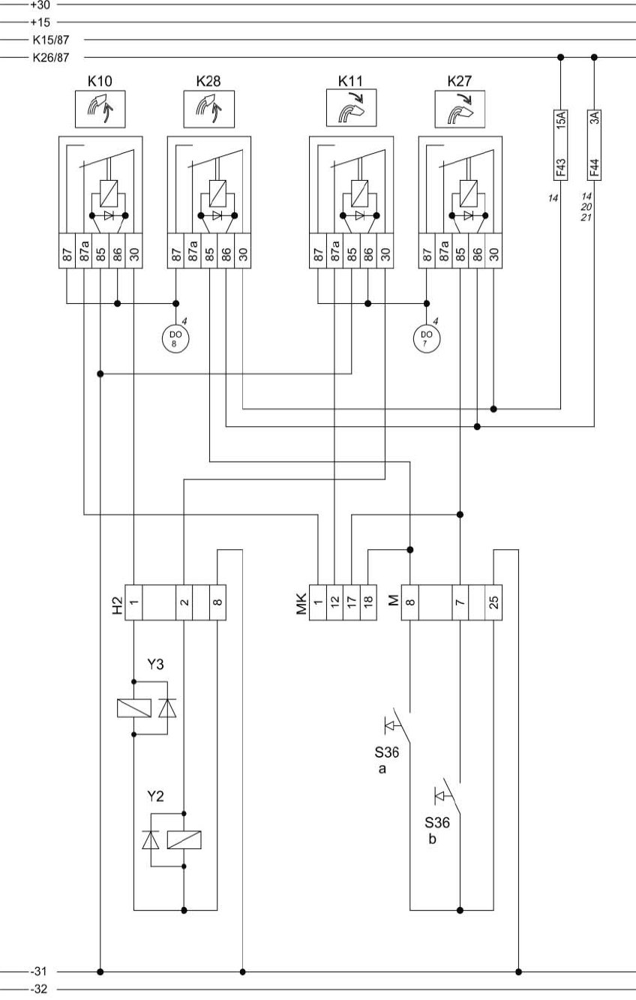 +30
+15
K15/87
K26/87
K10 K28 K11 K27
15A 3A
F43 F44
14 14
20
21
87 87a 85 86 30 87 87a 85 86 30 87 87a 85 86 30 87 87a 85 86 30
4 4
DO DO
8 7
H2 1 2 8 MK 1 12 17 18 M 8 7 25
Y3
S36
a
Y2
S36
b
-31
-32